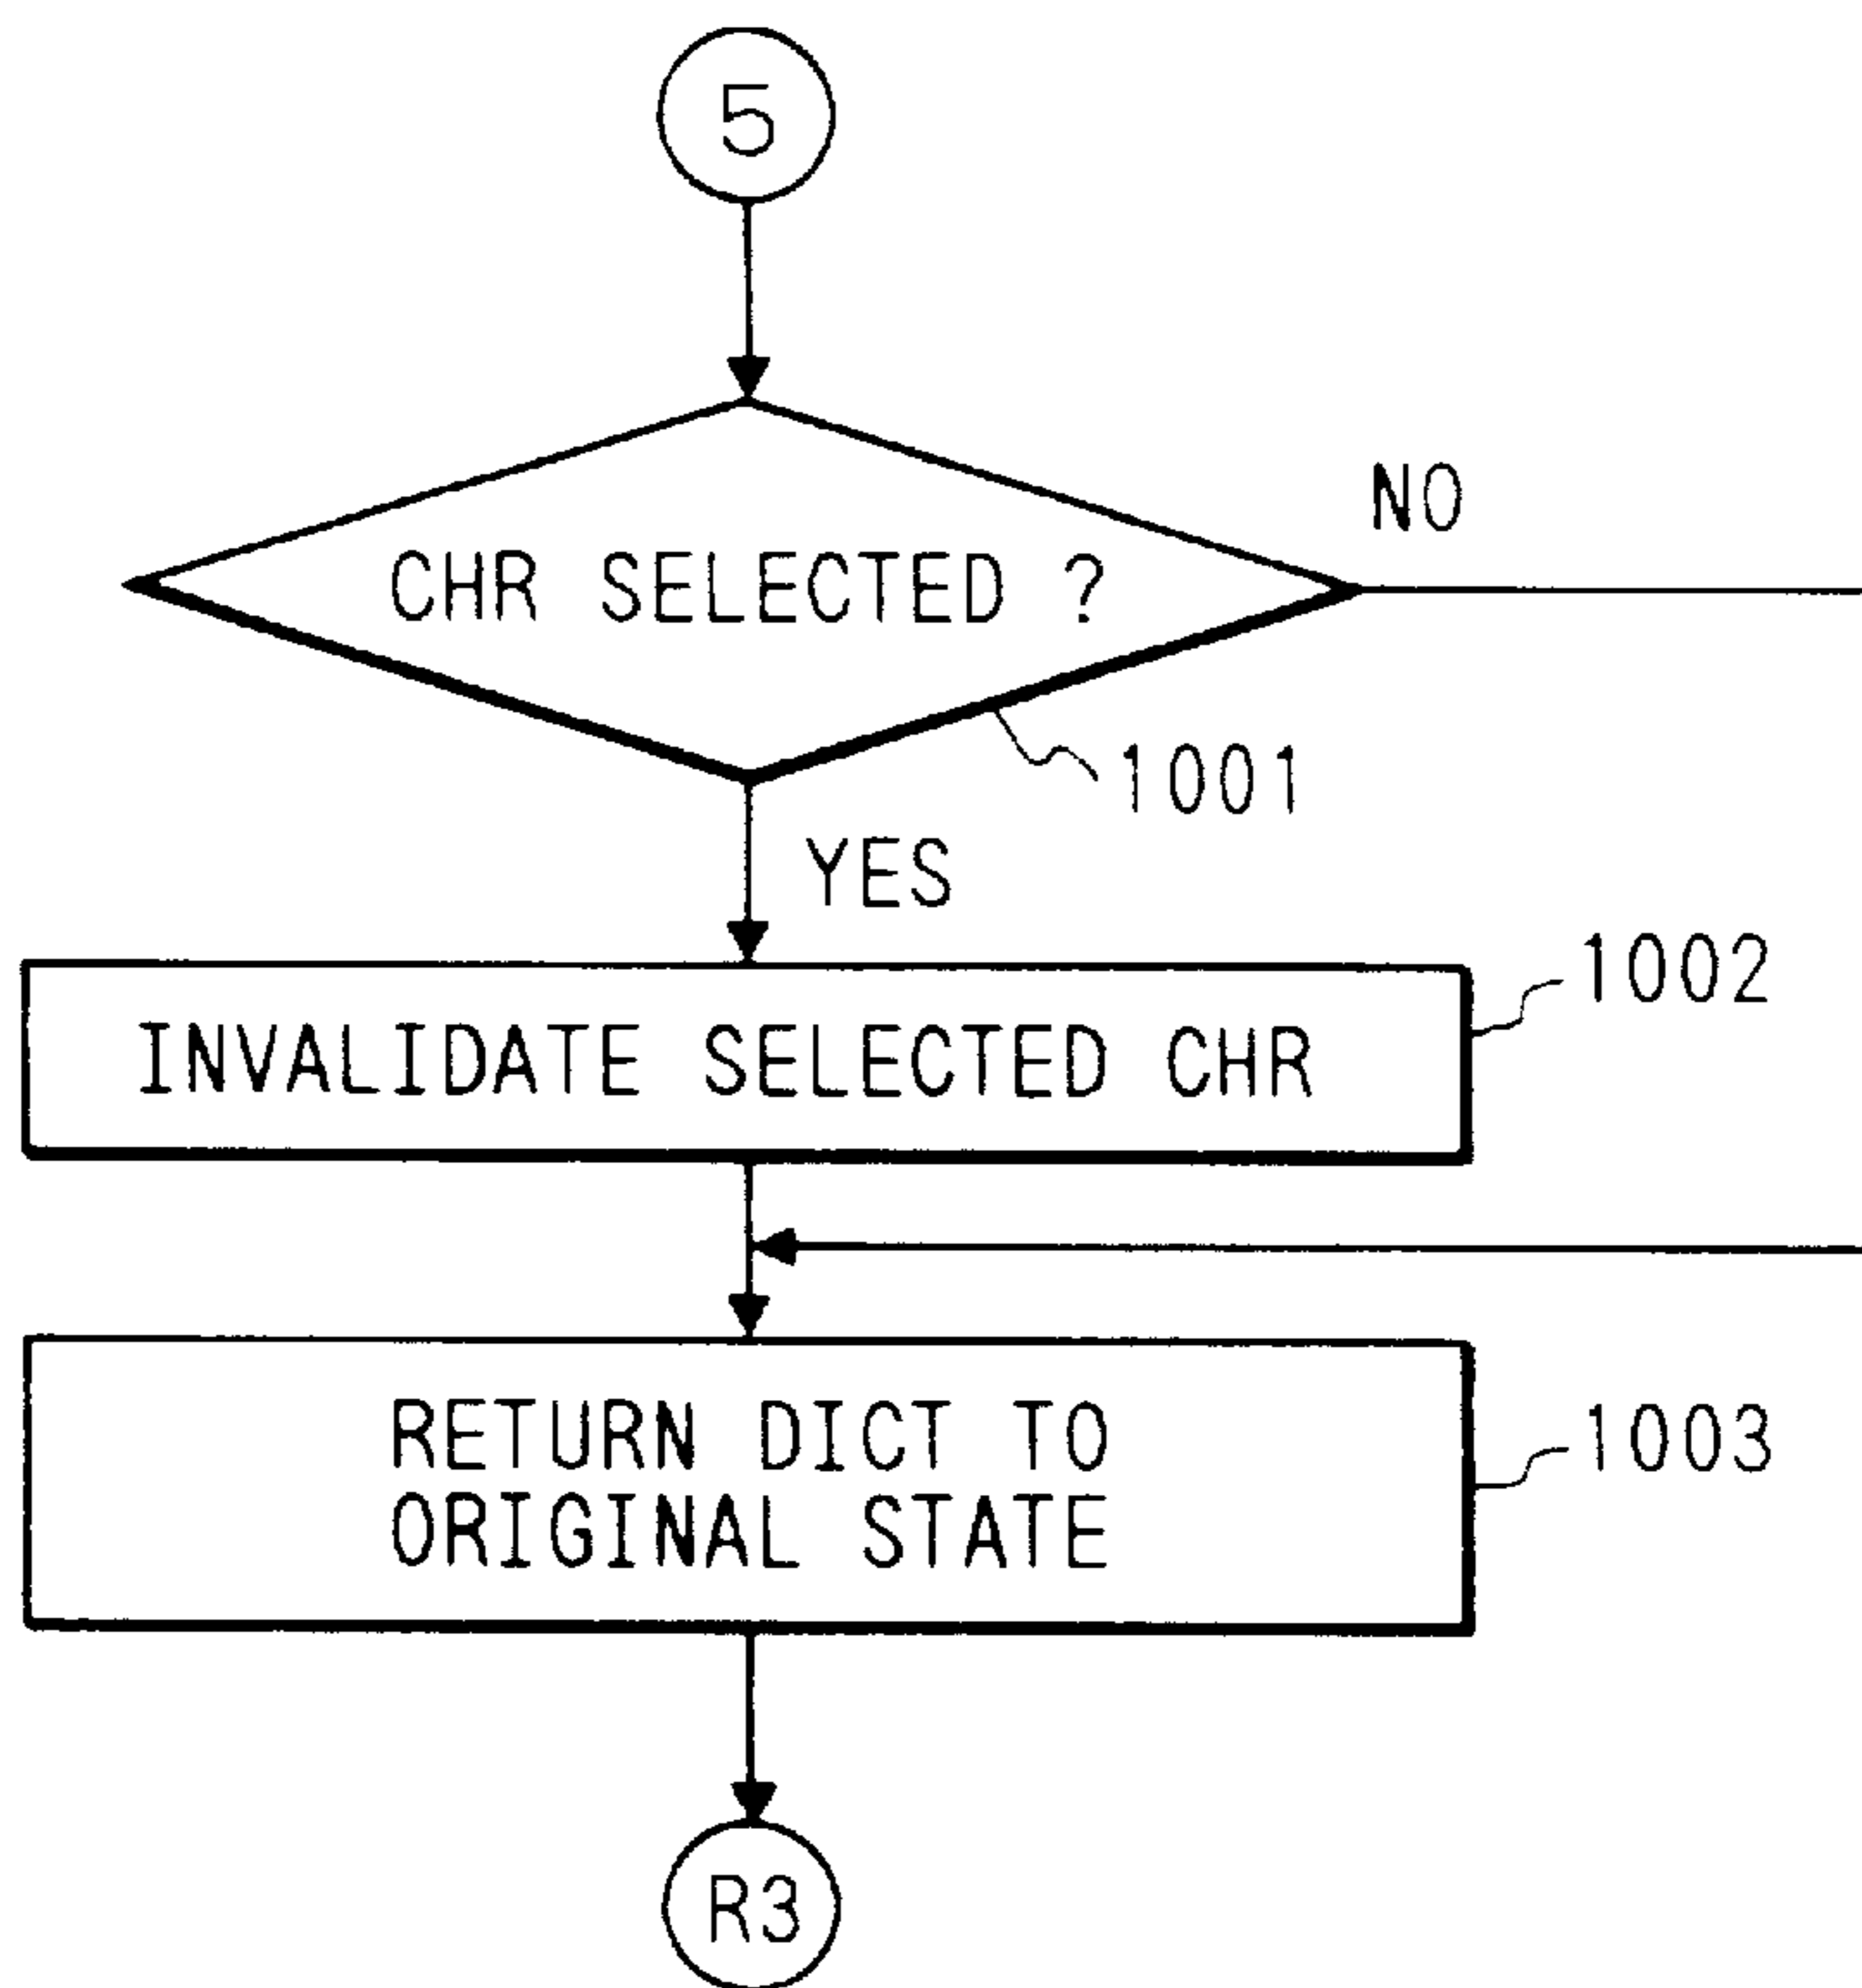 5
CHR SELECTED ?
NO
1001
YES
1002
INVALIDATE SELECTED CHR
RETURN DICT TO
ORIGINAL STATE
1003
R3